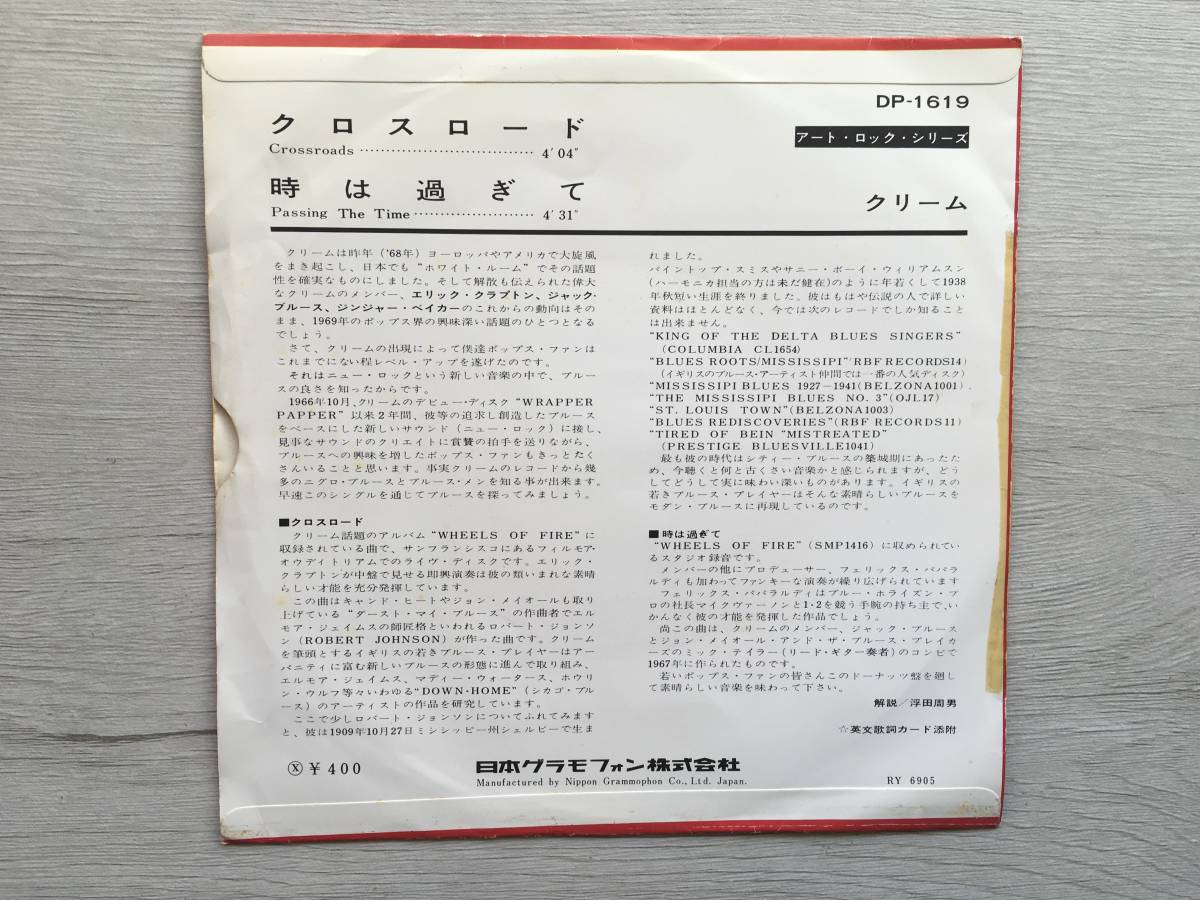 DP-1619
アート・ロック・シリーズ
クリーム
クロスロード
Crossroads ................................. 4′04″
時は過ぎて
Passing The Time ....................... 4′31″
クリームは昨年('68年)ヨーロッパやアメリカで大旋風
をまき起こし、日本でも“ホワイト・ルーム”でその話題
性を確実なものにしました。そして解散も伝えられた偉大
なクリームのメンバー、エリック・クラプトン、ジャック・
ブルース、ジンジャー・ベイカーのこれからの動向はその
まま、1969年のポップス界の興味深い話題のひとつとなる
でしょう。
さて、クリームの出現によって僕達ポップス・ファンは
これまでにない程レベル・アップを遂げたのです。
それはニュー・ロックという新しい音楽の中で、ブルー
スの良さを知ったからです。
1966年10月、クリームのデビュー・ディスク“WRAPPER
PAPPER”以来2年間、彼等の追求し創造したブルース
をベースにした新しいサウンド(ニュー・ロック)に接し、
見事なサウンドのクリエイトに賞賛の拍手を送りながら、
ブルースへの興味を増したポップス・ファンもきっとたく
さんいることと思います。事実クリームのレコードから幾
多のニグロ・ブルースとブルース・メンを知る事が出来ます。
早速このシングルを通じてブルースを探ってみましょう。
■クロスロード
クリーム話題のアルバム“WHEELS OF FIRE”に
収録されている曲で、サンフランシスコにあるフィルモア・
オウディトリアムでのライヴ・ディスクです。エリック・
クラプトンが中盤で見せる即興演奏は彼の類いまれな素晴
らしい才能を充分発揮しています。
この曲はキャンド・ヒートやジョン・メイオールも取り
上げている“ダースト・マイ・ブルース”の作曲者でエル
モア・ジェイムスの師匠格といわれるロバート・ジョンソ
ン(ROBERT JOHNSON)が作った曲です。クリーム
を筆頭とするイギリスの若きブルース・プレイヤーはアー
バニティに富む新しいブルースの形態に進んで取り組み、
エルモア・ジェイムス、マディー・ウォータース、ホウリ
ン・ウルフ等々いわゆる“DOWN-HOME”(シカゴ・ブル
ース)のアーティストの作品を研究しています。
ここで少しロバート・ジョンソンについてふれてみます
と、彼は1909年10月27日ミシシッピー州シェルビーで生ま
れました。
パイントップ・スミスやサニー・ボーイ・ウィリアムスン
(ハーモニカ担当の方は未だ健在)のように年若くして1938
年秋短い生涯を終りました。彼はもはや伝説の人で詳しい
資料はほとんどなく、今では次のレコードでしか知ること
は出来ません。
“KING OF THE DELTA BLUES SINGERS”
(COLUMBIA CL1654)
“BLUES ROOTS/MISSISSIPI”(RBF RECORDS14)
(イギリスのブルース・アーティスト仲間では一番の人気ディスク)
“MISSISSIPI BLUES 1927-1941(BELZONA1001).
“THE MISSISSIPI BLUES NO. 3”(OJL.17)
“ST. LOUIS TOWN”(BELZONA1003)
“BLUES REDISCOVERIES”(RBF RECORDS11)
“TIRED OF BEIN “MISTREATED”
(PRESTIGE BLUESVILLE1041)
最も彼の時代はシティー・ブルースの築城期にあったた
め、今聴くと何と古くさい音楽かと感じられますが、どう
してどうして実に味わい深いものがあります。イギリスの
若きブルース・プレイヤーはそんな素晴らしいブルースを
モダン・ブルースに再現しているのです。
■時は過ぎて
“WHEELS OF FIRE”(SMP1416)に収められてい
るスタジオ録音です。
メンバーの他にプロデューサー、フェリックス・パパラ
ルディも加わってファンキーな演奏が繰り広げられています
フェリックス・パパラルディはブルー・ホライズン・プ
ロの社長マイクヴァーノンと1・2を競う手腕の持ち主で、い
かんなく彼の才能を発揮した作品でしょう。
尚この曲は、クリームのメンバー、ジャック・ブルース
とジョン・メイオール・アンド・ザ・ブルース・ブレイカ
ーズのミック・テイラー(リード・ギター奏者)のコンビで
1967年に作られたものです。
若いポップス・ファンの皆さんこのドーナッツ盤を廻し
て素晴らしい音楽を味わって下さい。
解説/浮田周男
☆英文歌詞カード添附
Ⓧ¥400
日本グラモフォン株式会社
Manufactured by Nippon Grammophon Co., Ltd. Japan.
RY 6905